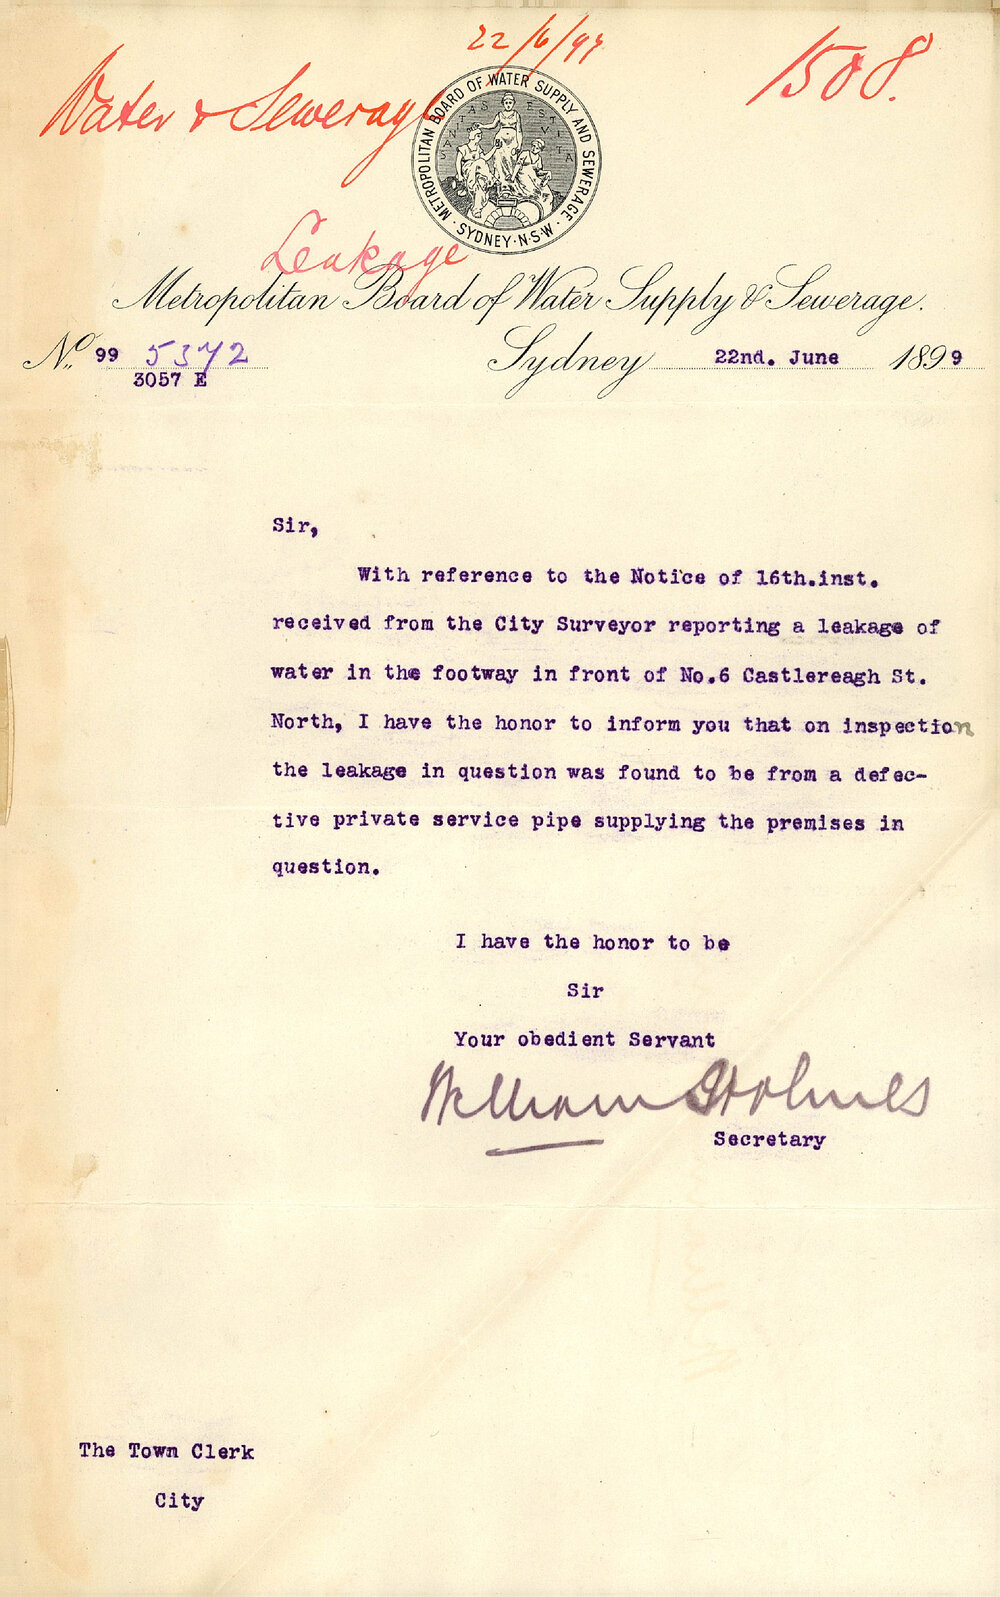 22/6/99
Water & Sewerage
1508.
METROPOLITAN BOARD OF WATER SUPPLY AND SEWERAGE
SANITAS EST VITA
· SYDNEY · N·S·W ·
Leakage
Metropolitan Board of Water Supply & Sewerage.
No. 99 5372
3057 E
Sydney 22nd. June 1899
Sir,
With reference to the Notice of 16th.inst.
received from the City Surveyor reporting a leakage of
water in the footway in front of No.6 Castlereagh St.
North, I have the honor to inform you that on inspection
the leakage in question was found to be from a defec-
tive private service pipe supplying the premises in
question.
I have the honor to be
Sir
Your obedient Servant
William Holmes
Secretary
The Town Clerk
City